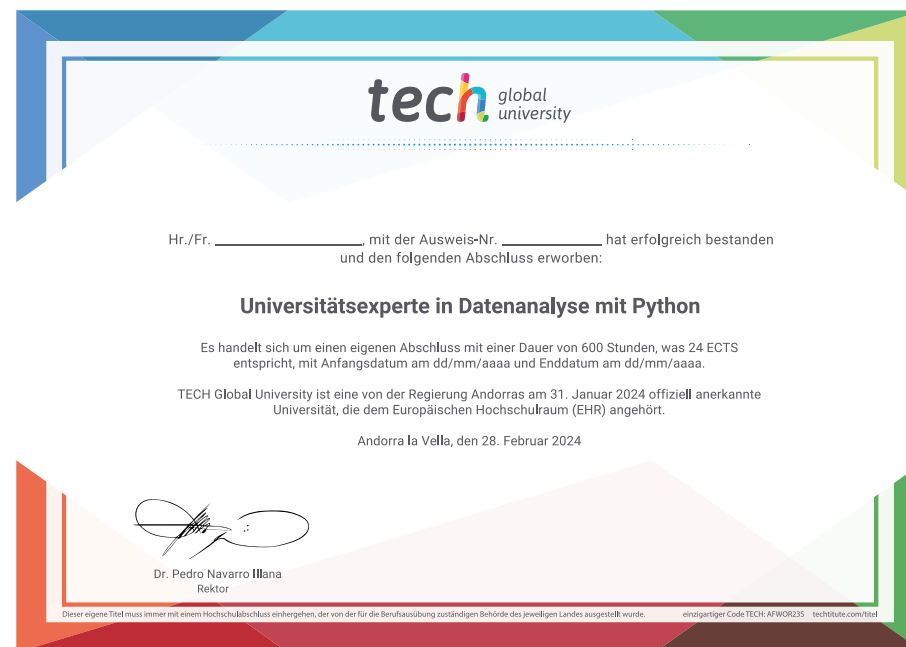 tech global university
Hr./Fr. ____________________, mit der Ausweis-Nr. ______________ hat erfolgreich bestanden
und den folgenden Abschluss erworben:
Universitätsexperte in Datenanalyse mit Python
Es handelt sich um einen eigenen Abschluss mit einer Dauer von 600 Stunden, was 24 ECTS
entspricht, mit Anfangsdatum am dd/mm/aaaa und Enddatum am dd/mm/aaaa.
TECH Global University ist eine von der Regierung Andorras am 31. Januar 2024 offiziell anerkannte
Universität, die dem Europäischen Hochschulraum (EHR) angehört.
Andorra la Vella, den 28. Februar 2024
Dr. Pedro Navarro Illana
Rektor
Dieser eigene Titel muss immer mit einem Hochschulabschluss einhergehen, der von der für die Berufsausübung zuständigen Behörde des jeweiligen Landes ausgestellt wurde. einzigartiger Code TECH: AFWOR235 techtitute.com/titel